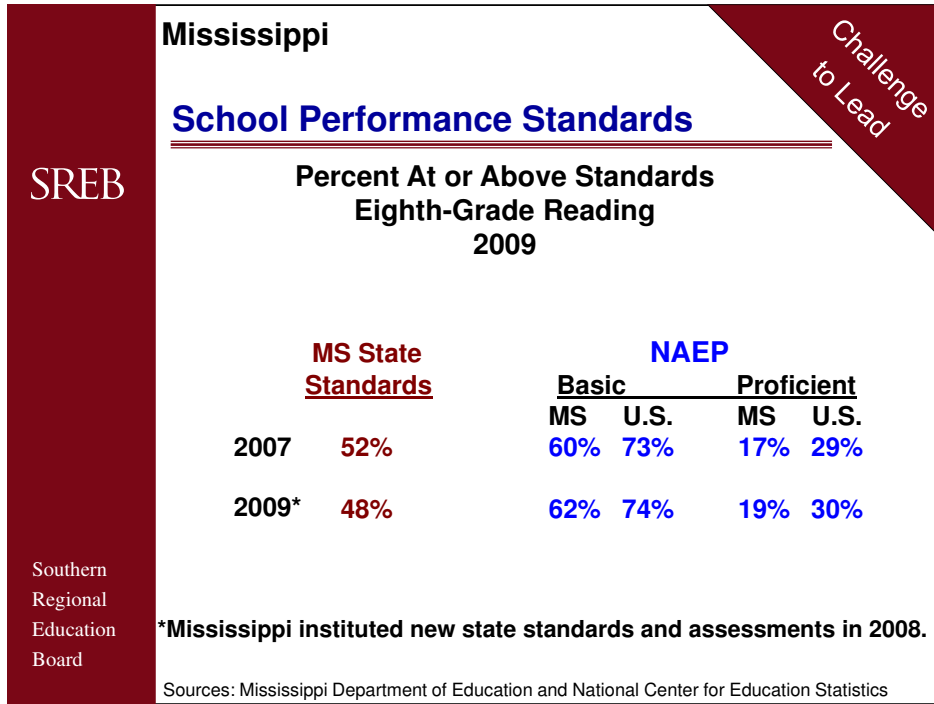 Mississippi
Challenge
to Lead
School Performance Standards
SREB
Percent At or Above Standards
Eighth-Grade Reading
2009
MS State NAEP
Standards Basic Proficient
MS U.S. MS U.S.
2007 52% 60% 73% 17% 29%
2009* 48% 62% 74% 19% 30%
Southern
Regional
Education
Board
*Mississippi instituted new state standards and assessments in 2008.
Sources: Mississippi Department of Education and National Center for Education Statistics